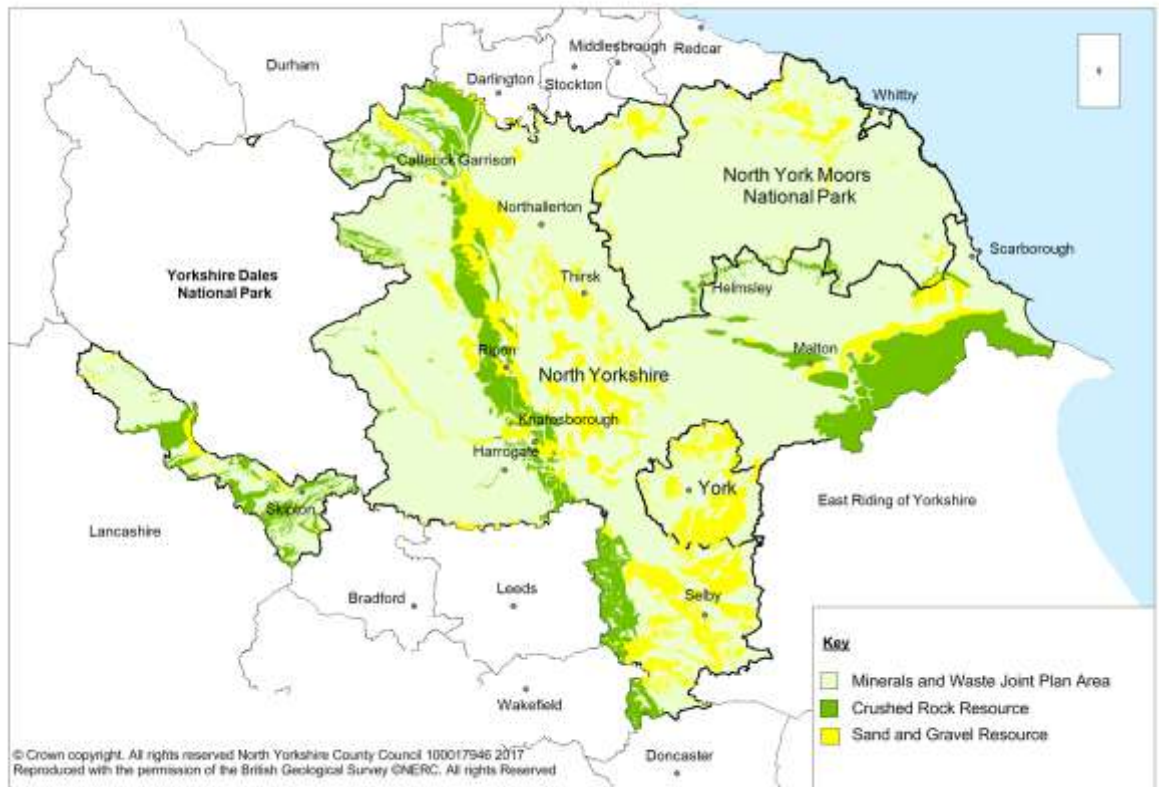 Durham
Middlesbrough
Redcar
Darlington
Stockton
Whitby
Catterick Garrison
North York Moors
National Park
Northallerton
Scarborough
Yorkshire Dales
National Park
Thirsk
Helmsley
Malton
Ripon
North Yorkshire
Knaresborough
Harrogate
York
Skipton
East Riding of Yorkshire
Lancashire
Bradford
Leeds
Selby
Key
Minerals and Waste Joint Plan Area
Crushed Rock Resource
Sand and Gravel Resource
Wakefield
Doncaster
© Crown copyright. All rights reserved North Yorkshire County Council 100017946 2017
Reproduced with the permission of the British Geological Survey ©NERC. All rights Reserved